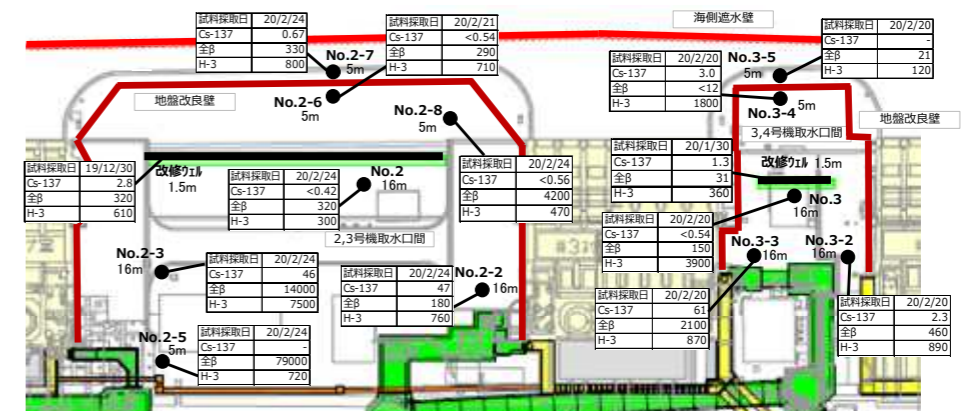 海側遮水壁
試料採取日 20/2/24
Cs-137 0.67
全β 330
H-3 800
No.2-7
5m
試料採取日 20/2/21
Cs-137 <0.54
全β 290
H-3 710
No.2-6
5m
地盤改良壁
No.2-8
5m
試料採取日 20/2/20
Cs-137 3.0
全β <12
H-3 1800
No.3-5
5m
試料採取日 20/2/20
Cs-137 -
全β 21
H-3 120
No.3-4
5m
地盤改良壁
3,4号機取水口間
試料採取日 19/12/30
Cs-137 2.8
全β 320
H-3 610
改修ウェル
1.5m
試料採取日 20/2/24
Cs-137 <0.42
全β 320
H-3 300
No.2
16m
試料採取日 20/2/24
Cs-137 <0.56
全β 4200
H-3 470
試料採取日 20/1/30
Cs-137 1.3
全β 31
H-3 360
改修ウェル 1.5m
No.3
16m
2,3号機取水口間
試料採取日 20/2/20
Cs-137 <0.54
全β 150
H-3 3900
No.2-3
16m
試料採取日 20/2/24
Cs-137 46
全β 14000
H-3 7500
試料採取日 20/2/24
Cs-137 47
全β 180
H-3 760
No.2-2
16m
No.3-3
16m
No.3-2
16m
試料採取日 20/2/20
Cs-137 61
全β 2100
H-3 870
試料採取日 20/2/20
Cs-137 2.3
全β 460
H-3 890
No.2-5
5m
試料採取日 20/2/24
Cs-137 -
全β 79000
H-3 720